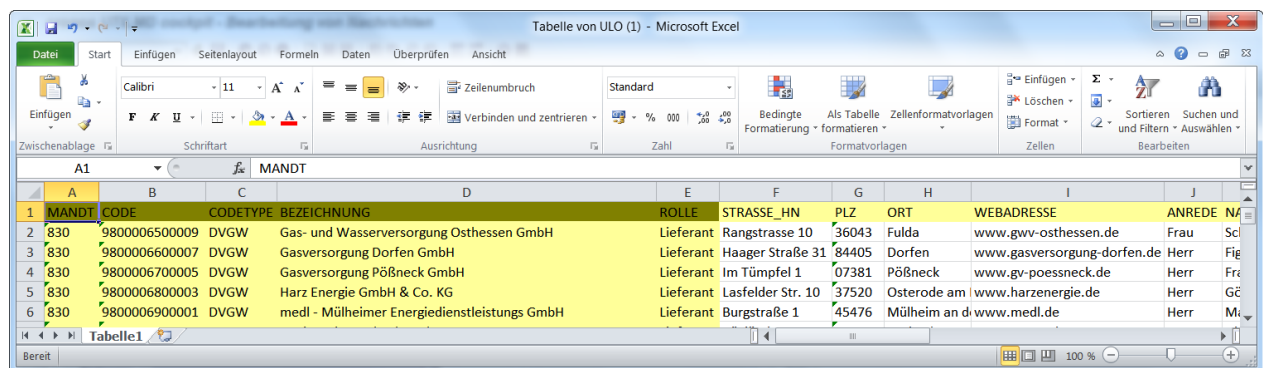 Tabelle von ULO (1) - Microsoft Excel
Datei Start Einfügen Seitenlayout Formeln Daten Überprüfen Ansicht
Einfügen
Calibri 11
F K U
Zeilenumbruch
Verbinden und zentrieren
Standard
% 000
Bedingte Formatierung
Als Tabelle formatieren
Zellenformatvorlagen
Einfügen
Löschen
Format
Σ
Sortieren und Filtern
Suchen und Auswählen
Zwischenablage Schriftart Ausrichtung Zahl Formatvorlagen Zellen Bearbeiten
A1 fx MANDT
A B C D E F G H I J
1 MANDT CODE CODETYPE BEZEICHNUNG ROLLE STRASSE_HN PLZ ORT WEBADRESSE ANREDE NA
2 830 9800006500009 DVGW Gas- und Wasserversorgung Osthessen GmbH Lieferant Rangstrasse 10 36043 Fulda www.gwv-osthessen.de Frau Scl
3 830 9800006600007 DVGW Gasversorgung Dorfen GmbH Lieferant Haager Straße 31 84405 Dorfen www.gasversorgung-dorfen.de Herr Fig
4 830 9800006700005 DVGW Gasversorgung Pößneck GmbH Lieferant Im Tümpfel 1 07381 Pößneck www.gv-poessneck.de Herr Fra
5 830 9800006800003 DVGW Harz Energie GmbH & Co. KG Lieferant Lasfelder Str. 10 37520 Osterode am www.harzenergie.de Herr Gö
6 830 9800006900001 DVGW medl - Mülheimer Energiedienstleistungs GmbH Lieferant Burgstraße 1 45476 Mülheim an d www.medl.de Herr Ma
Tabelle1
Bereit 100 %